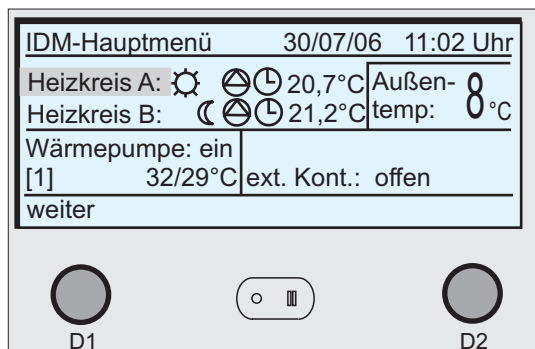 IDM-Hauptmenü 30/07/06 11:02 Uhr
Heizkreis A: 20,7°C Außen-
Heizkreis B: 21,2°C temp: 8 °C
Wärmepumpe: ein
[1] 32/29°C ext. Kont.: offen
weiter
D1 D2